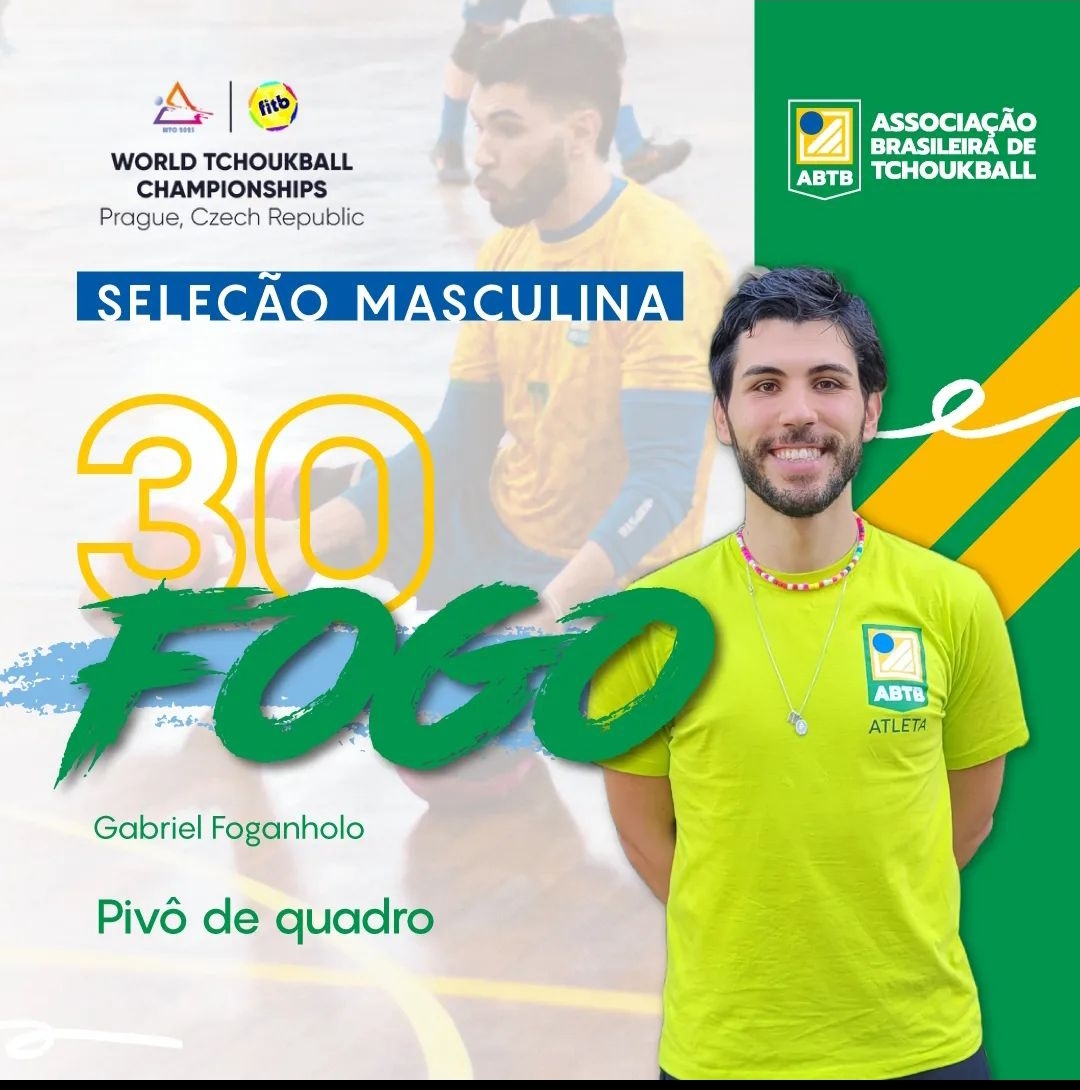 fitb
WORLD TCHOUKBALL
CHAMPIONSHIPS
Prague, Czech Republic
ABTB
ASSOCIAÇÃO
BRASILEIRA DE
TCHOUKBALL
SELEÇÃO MASCULINA
30
FOGO
ABTB
ATLETA
Gabriel Foganholo
Pivô de quadro